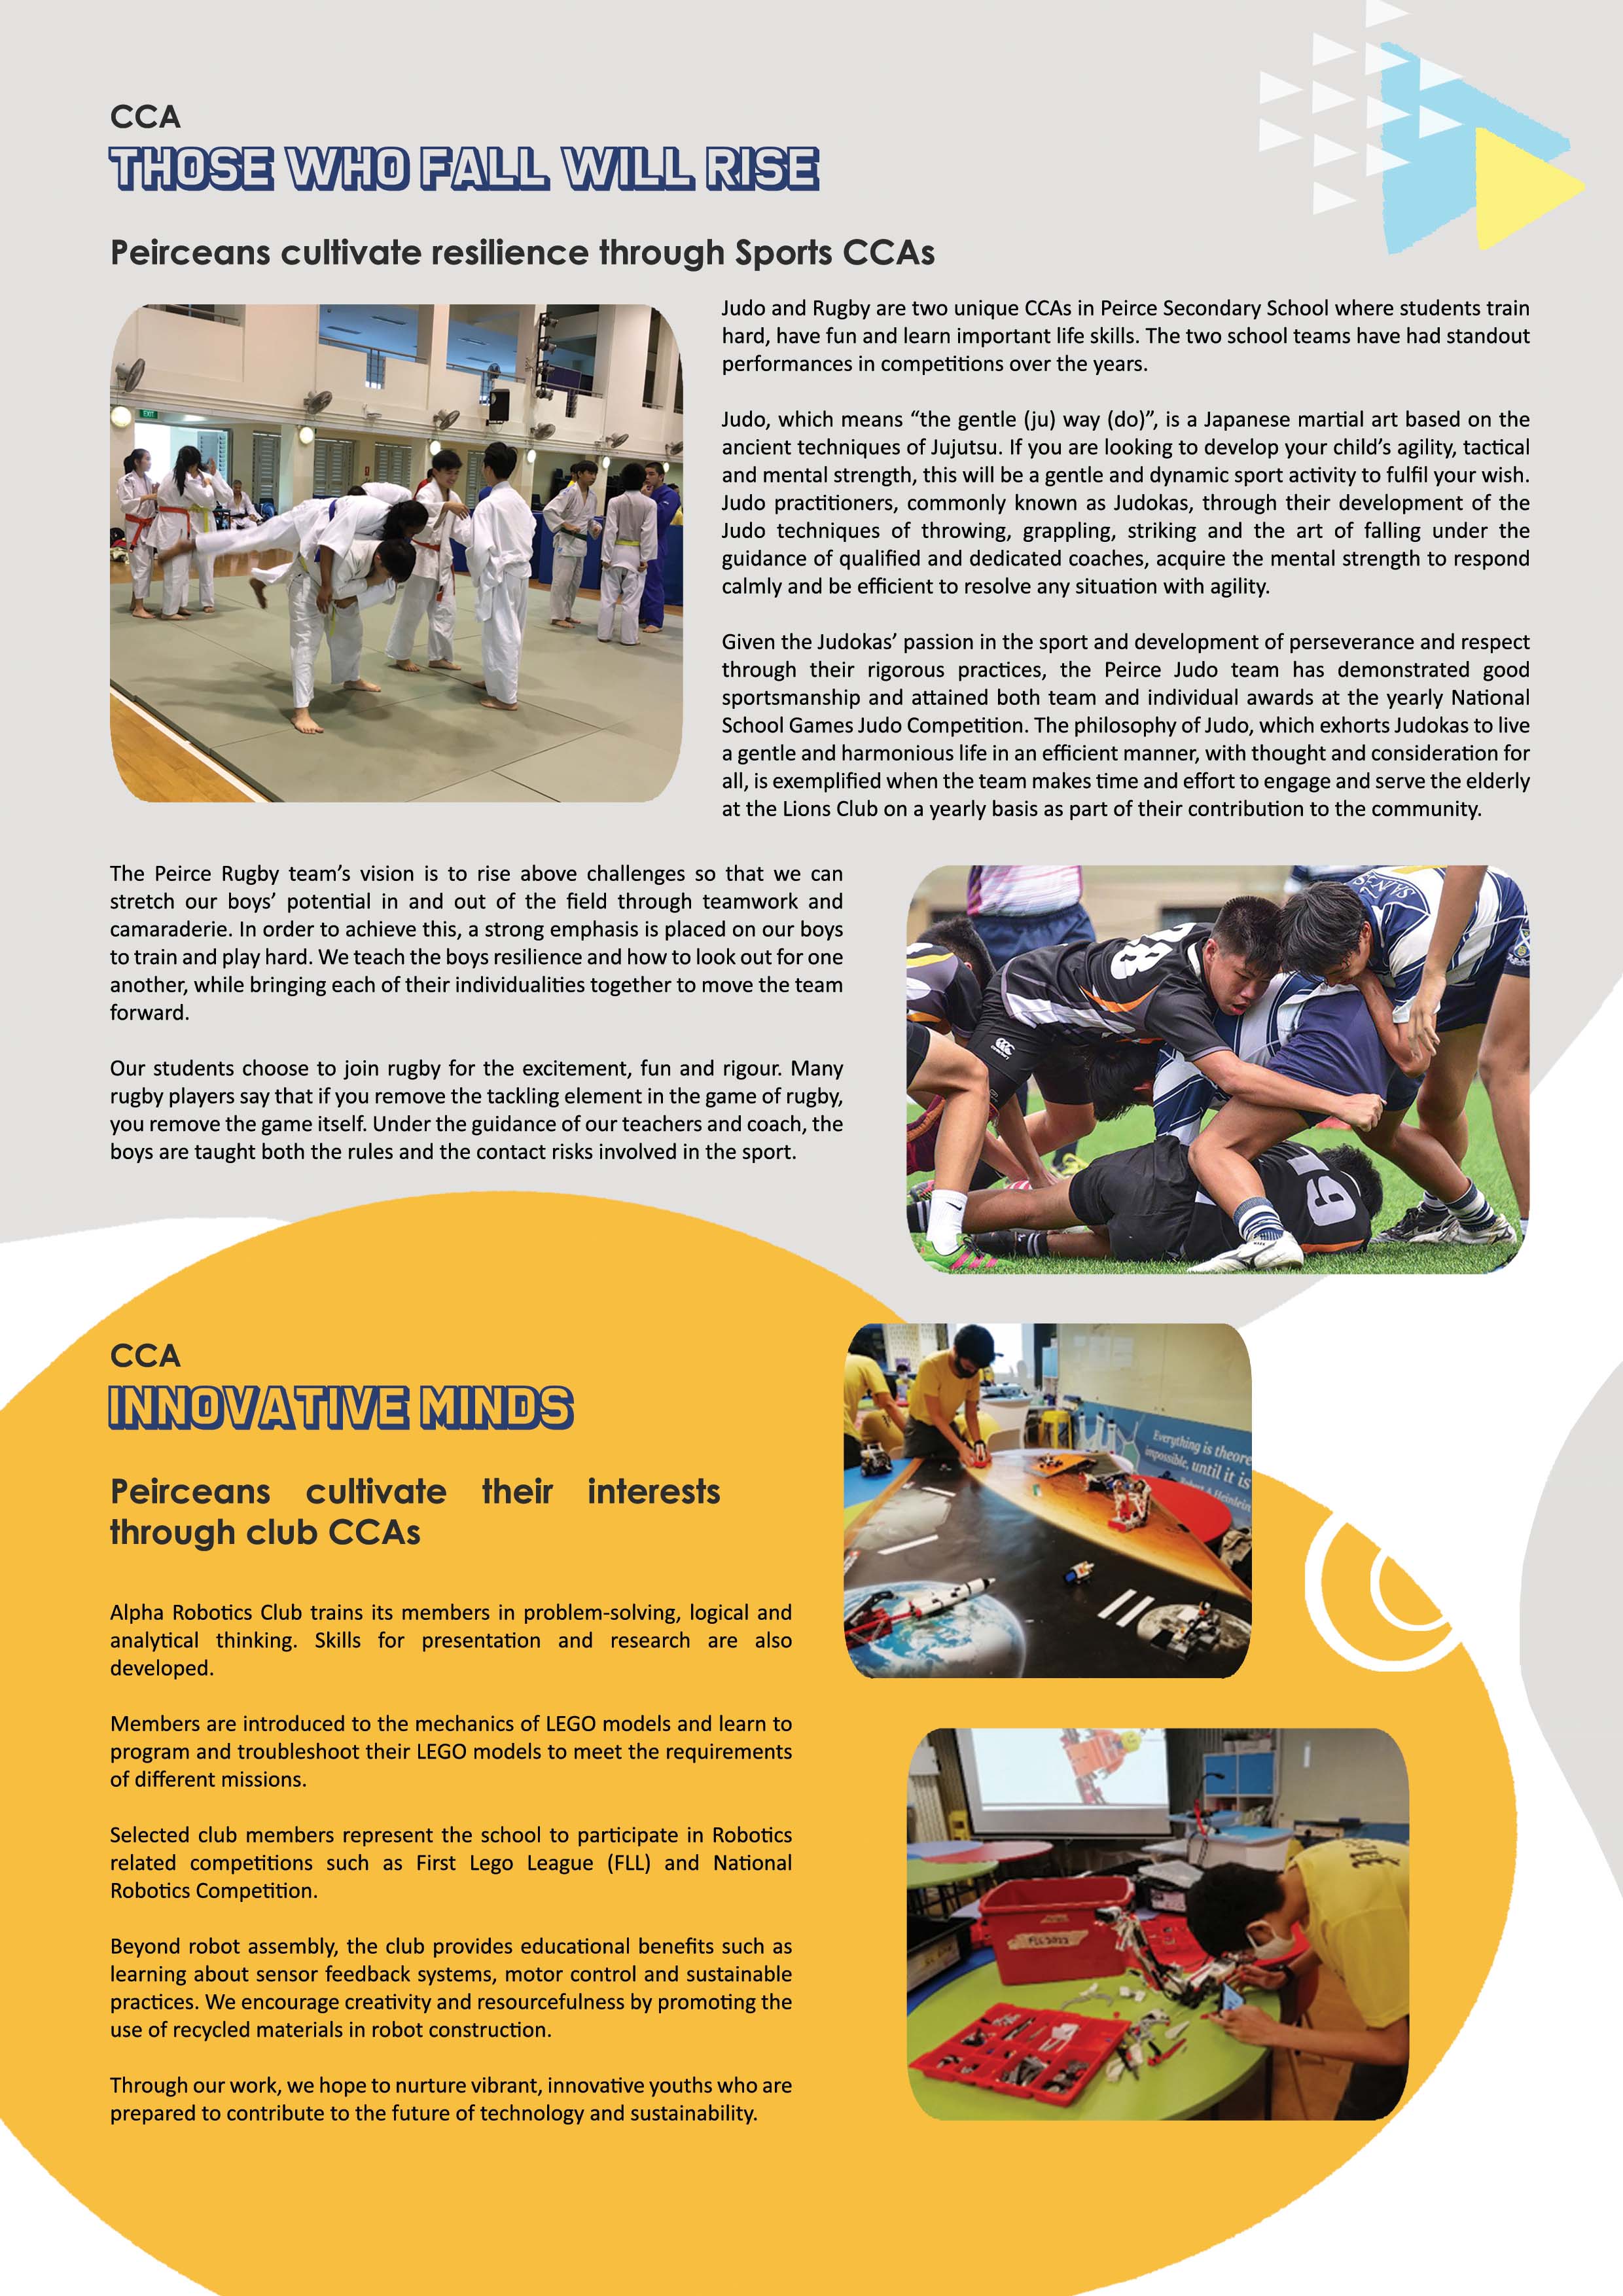 CCA
THOSE WHO FALL WILL RISE
Peirceans cultivate resilience through Sports CCAs
EXIT
Judo and Rugby are two unique CCAs in Peirce Secondary School where students train
hard, have fun and learn important life skills. The two school teams have had standout
performances in competitions over the years.
Judo, which means “the gentle (ju) way (do)”, is a Japanese martial art based on the
ancient techniques of Jujutsu. If you are looking to develop your child’s agility, tactical
and mental strength, this will be a gentle and dynamic sport activity to fulfil your wish.
Judo practitioners, commonly known as Judokas, through their development of the
Judo techniques of throwing, grappling, striking and the art of falling under the
guidance of qualified and dedicated coaches, acquire the mental strength to respond
calmly and be efficient to resolve any situation with agility.
Given the Judokas’ passion in the sport and development of perseverance and respect
through their rigorous practices, the Peirce Judo team has demonstrated good
sportsmanship and attained both team and individual awards at the yearly National
School Games Judo Competition. The philosophy of Judo, which exhorts Judokas to live
a gentle and harmonious life in an efficient manner, with thought and consideration for
all, is exemplified when the team makes time and effort to engage and serve the elderly
at the Lions Club on a yearly basis as part of their contribution to the community.
The Peirce Rugby team’s vision is to rise above challenges so that we can
stretch our boys’ potential in and out of the field through teamwork and
camaraderie. In order to achieve this, a strong emphasis is placed on our boys
to train and play hard. We teach the boys resilience and how to look out for one
another, while bringing each of their individualities together to move the team
forward.
Our students choose to join rugby for the excitement, fun and rigour. Many
rugby players say that if you remove the tackling element in the game of rugby,
you remove the game itself. Under the guidance of our teachers and coach, the
boys are taught both the rules and the contact risks involved in the sport.
19
CCA
INNOVATIVE MINDS
Peirceans cultivate their interests
through club CCAs
Alpha Robotics Club trains its members in problem-solving, logical and
analytical thinking. Skills for presentation and research are also
developed.
Members are introduced to the mechanics of LEGO models and learn to
program and troubleshoot their LEGO models to meet the requirements
of different missions.
Selected club members represent the school to participate in Robotics
related competitions such as First Lego League (FLL) and National
Robotics Competition.
Beyond robot assembly, the club provides educational benefits such as
learning about sensor feedback systems, motor control and sustainable
practices. We encourage creativity and resourcefulness by promoting the
use of recycled materials in robot construction.
Through our work, we hope to nurture vibrant, innovative youths who are
prepared to contribute to the future of technology and sustainability.
Everything is
impossible, until it is
Robert A Heinlein